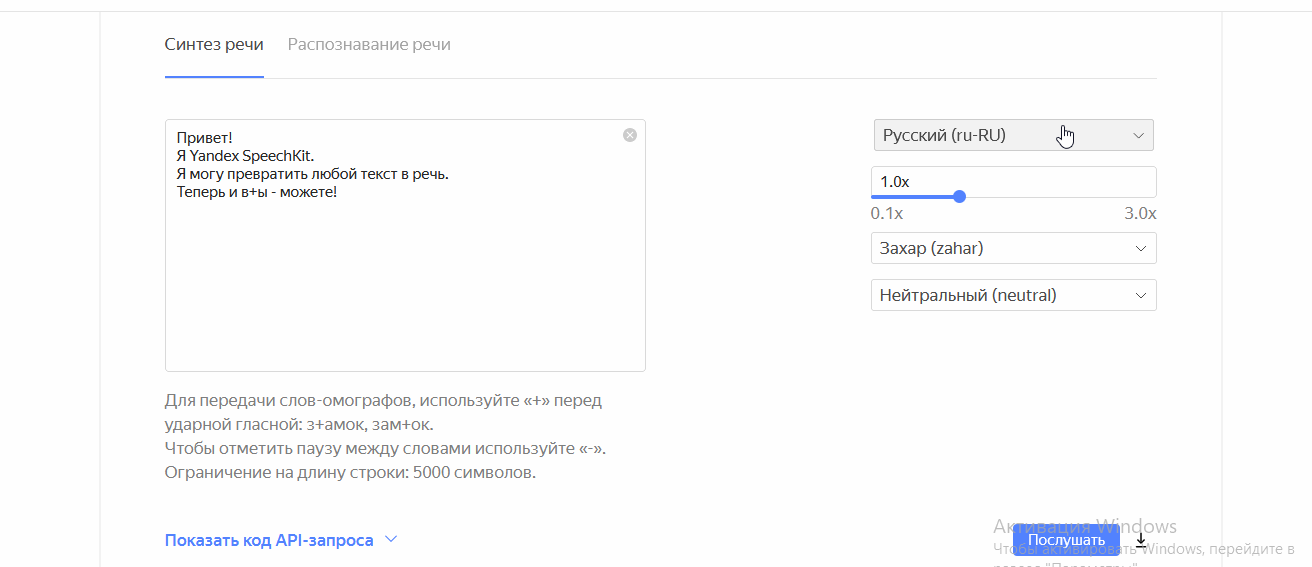 Синтез речи Распознавание речи
Привет!
Я Yandex SpeechKit.
Я могу превратить любой текст в речь.
Теперь и в+ы - можете!
Русский (ru-RU)
1.0x
0.1x 3.0x
Захар (zahar)
Нейтральный (neutral)
Для передачи слов-омографов, используйте «+» перед
ударной гласной: з+амок, зам+ок.
Чтобы отметить паузу между словами используйте «-».
Ограничение на длину строки: 5000 символов.
Показать код API-запроса
Послушать
Активация Windows
Чтобы активировать Windows, перейдите в
раздел "Параметры"